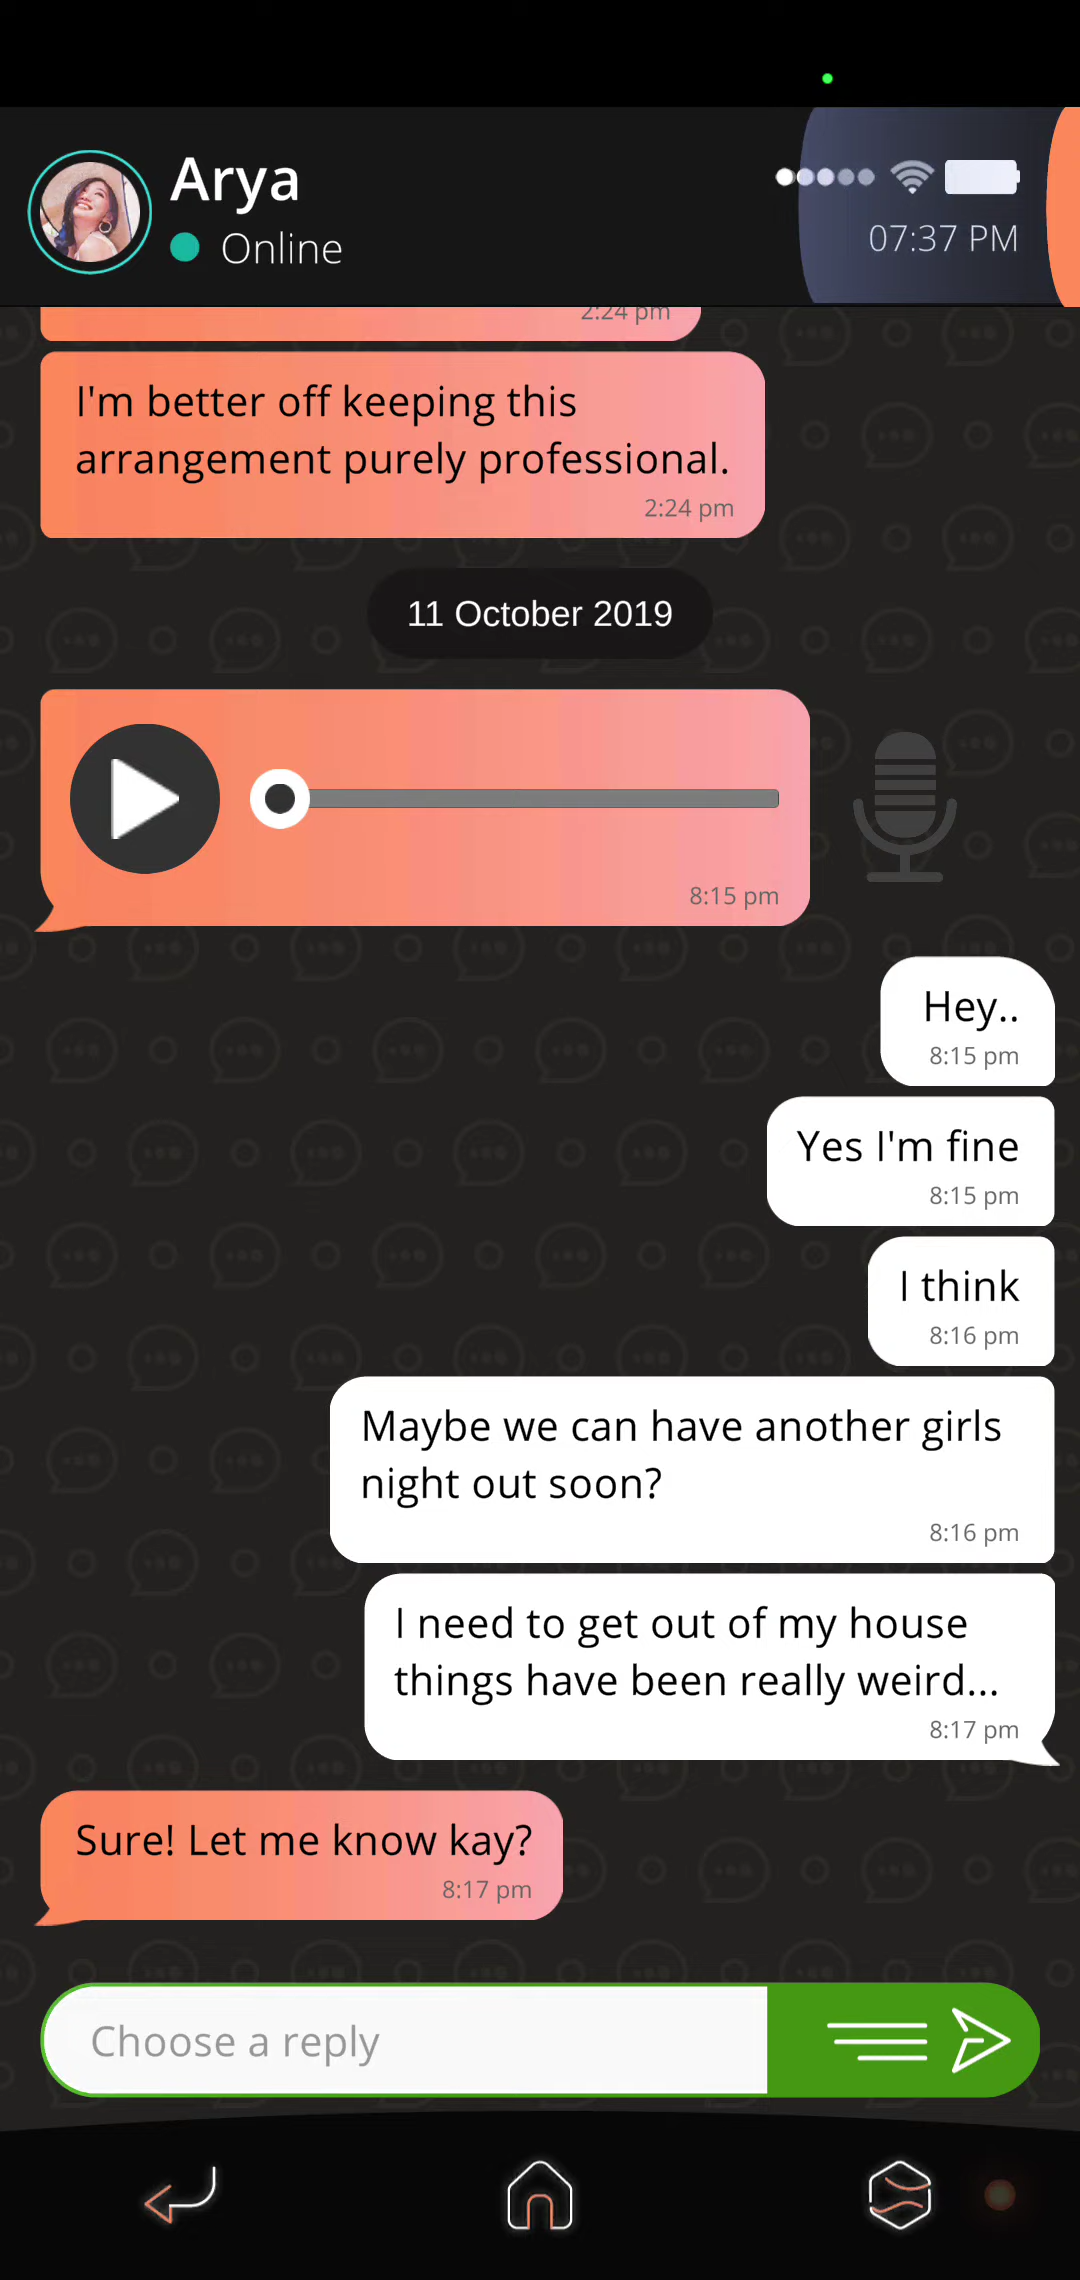 Arya
Online
07:37 PM
2:24 pm
I'm better off keeping this
arrangement purely professional.
2:24 pm
11 October 2019
8:15 pm
Hey..
8:15 pm
Yes I'm fine
8:15 pm
I think
8:16 pm
Maybe we can have another girls
night out soon?
8:16 pm
I need to get out of my house
things have been really weird...
8:17 pm
Sure! Let me know kay?
8:17 pm
Choose a reply